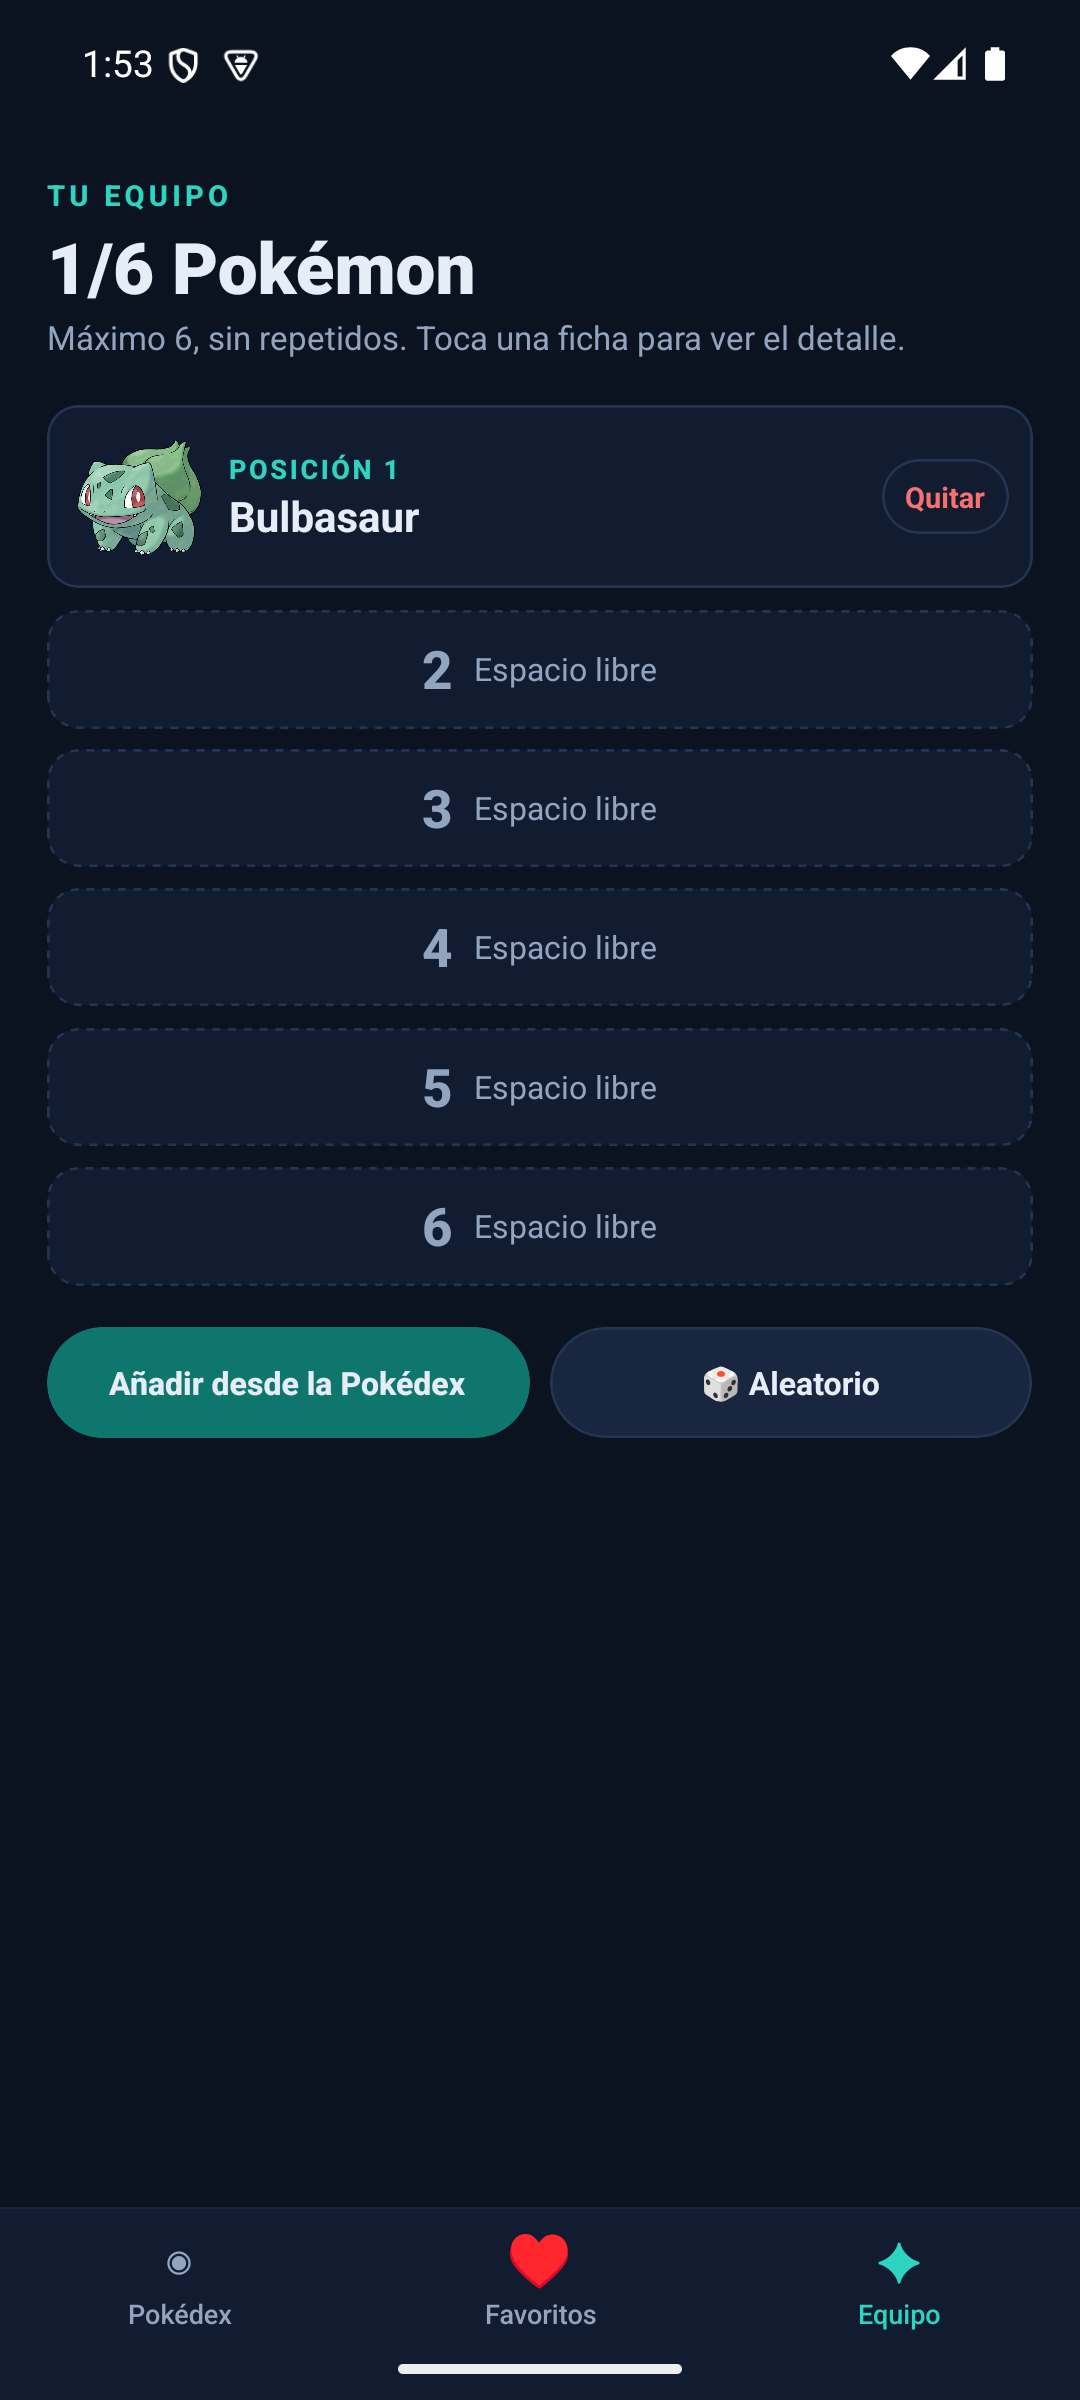 1:53
TU EQUIPO
1/6 Pokémon
Máximo 6, sin repetidos. Toca una ficha para ver el detalle.
POSICIÓN 1
Bulbasaur
Quitar
2 Espacio libre
3 Espacio libre
4 Espacio libre
5 Espacio libre
6 Espacio libre
Añadir desde la Pokédex
🎲 Aleatorio
Pokédex
Favoritos
Equipo